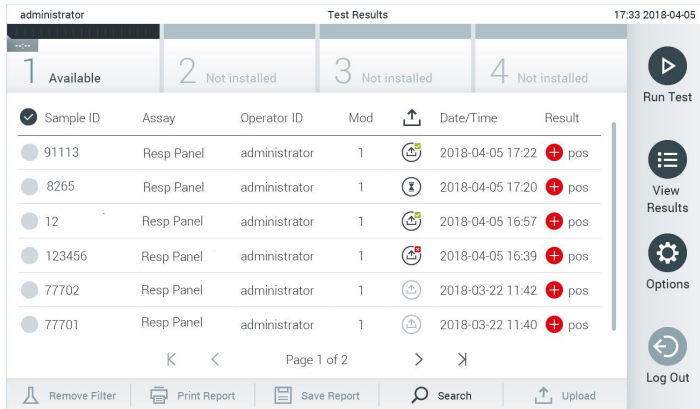 administrator Test Results 17:33 2018-04-05
--:--
1 Available 2 Not installed 3 Not installed 4 Not installed
Run Test
Sample ID Assay Operator ID Mod Date/Time Result
91113 Resp Panel administrator 1 2018-04-05 17:22 pos
8265 Resp Panel administrator 1 2018-04-05 17:20 pos
View
Results
12 Resp Panel administrator 1 2018-04-05 16:57 pos
123456 Resp Panel administrator 1 2018-04-05 16:39 pos
Options
77702 Resp Panel administrator 1 2018-03-22 11:42 pos
77701 Resp Panel administrator 1 2018-03-22 11:40 pos
Page 1 of 2
Log Out
Remove Filter Print Report Save Report Search Upload